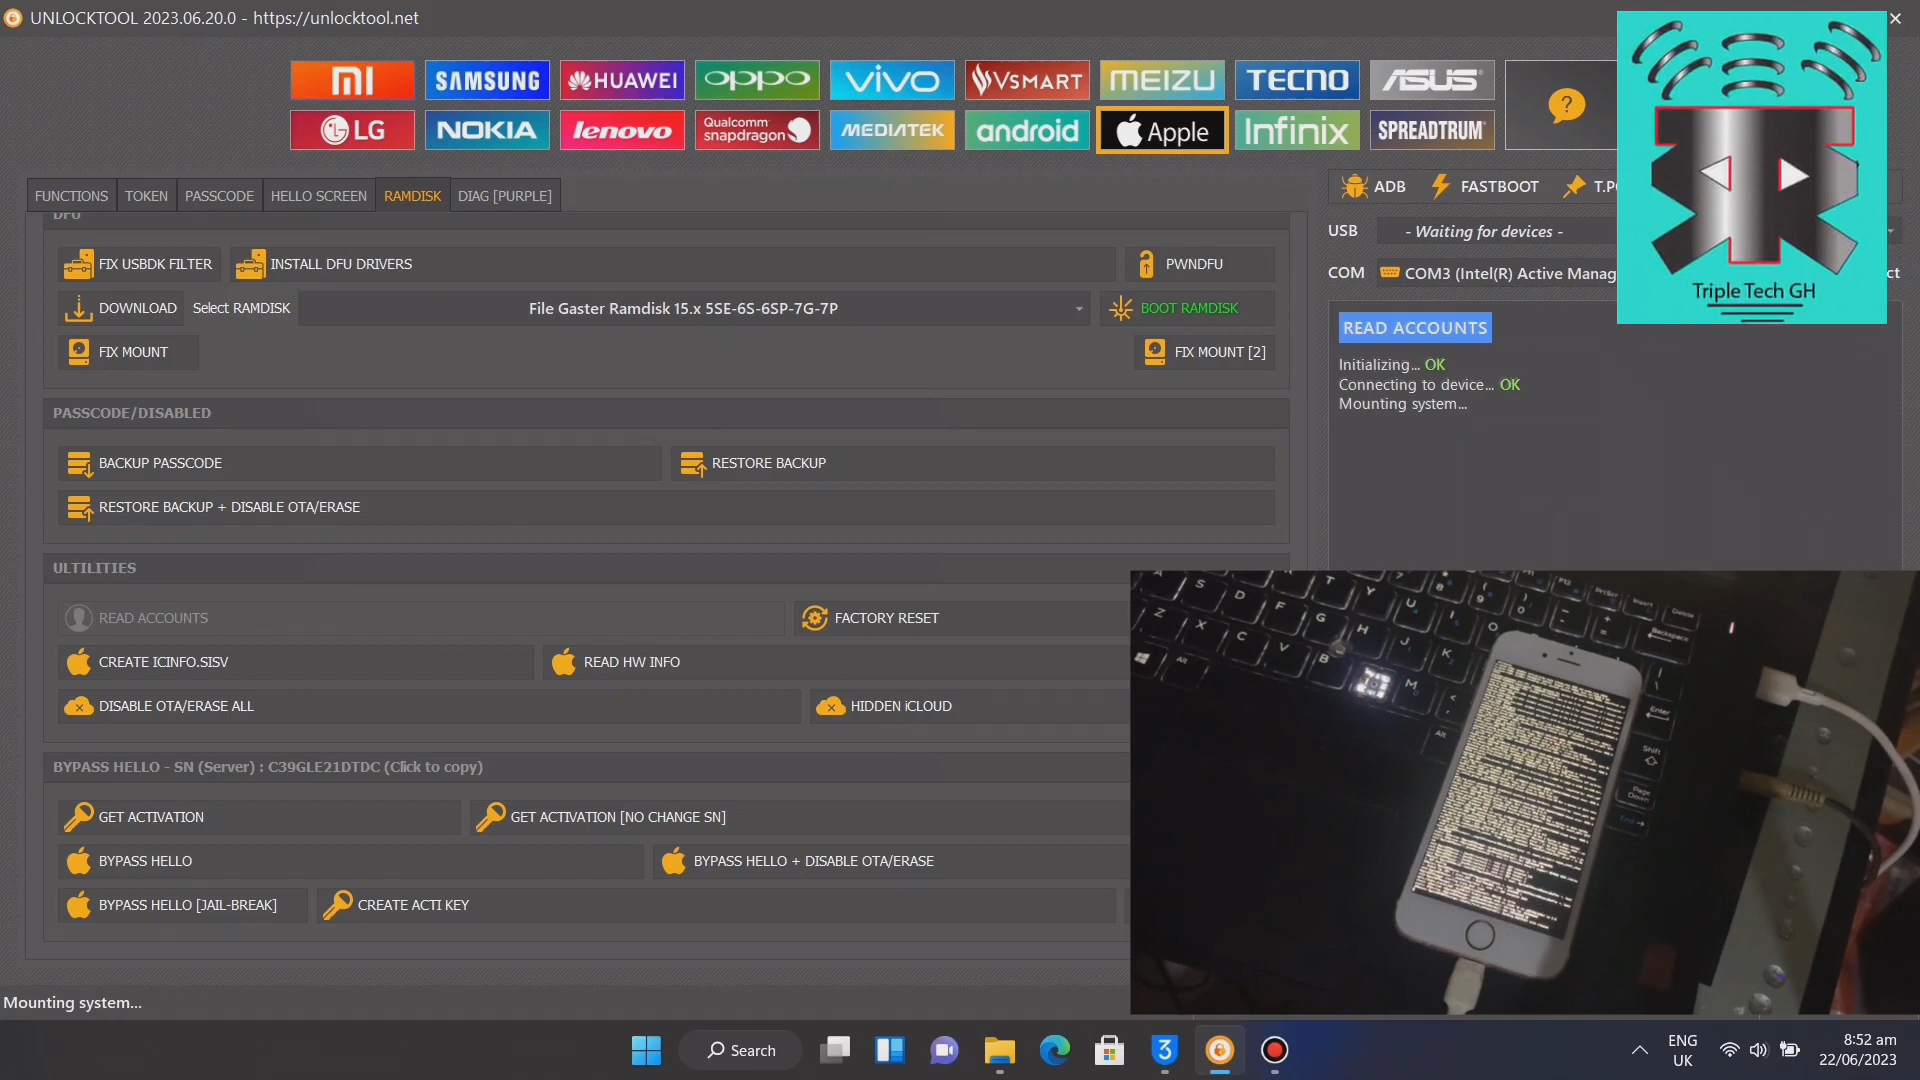 UNLOCKTOOL 2023.06.20.0 - https://unlocktool.net
MI
SAMSUNG
HUAWEI
oppo
vivo
VSMART
MEIZU
TECNO
ASUS
?
LG
NOKIA
lenovo
Qualcomm snapdragon
MEDIATEK
android
Apple
Infinix
SPREADTRUM
Triple Tech GH
FUNCTIONS
TOKEN
PASSCODE
HELLO SCREEN
RAMDISK
DIAG [PURPLE]
ADB
FASTBOOT
DFU
USB
- Waiting for devices -
COM
COM3 (Intel(R) Active Manag
ct
FIX USBDK FILTER
INSTALL DFU DRIVERS
PWNDFU
DOWNLOAD
Select RAMDISK
File Gaster Ramdisk 15.x 5SE-6S-6SP-7G-7P
BOOT RAMDISK
FIX MOUNT
FIX MOUNT [2]
READ ACCOUNTS
Initializing... OK
Connecting to device... OK
Mounting system...
PASSCODE/DISABLED
BACKUP PASSCODE
RESTORE BACKUP
RESTORE BACKUP + DISABLE OTA/ERASE
ULTILITIES
READ ACCOUNTS
FACTORY RESET
CREATE ICINFO.SISV
READ HW INFO
DISABLE OTA/ERASE ALL
HIDDEN iCLOUD
BYPASS HELLO - SN (Server) : C39GLE21DTDC (Click to copy)
GET ACTIVATION
GET ACTIVATION [NO CHANGE SN]
BYPASS HELLO
BYPASS HELLO + DISABLE OTA/ERASE
BYPASS HELLO [JAIL-BREAK]
CREATE ACTI KEY
Mounting system...
Search
3
ENG
UK
8:52 am
22/06/2023